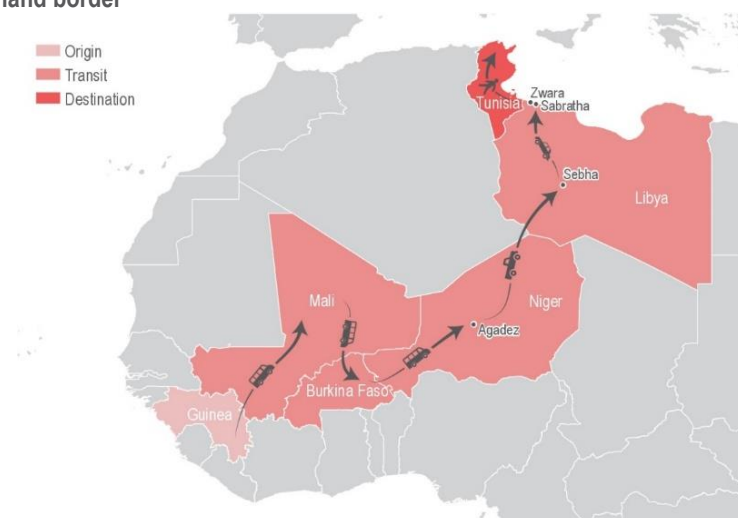 land border
Origin
Transit
Destination
Zwara
Sabratha
Tunisia
Sebha
Libya
Mali
Niger
Agadez
Burkina Faso
Guinea